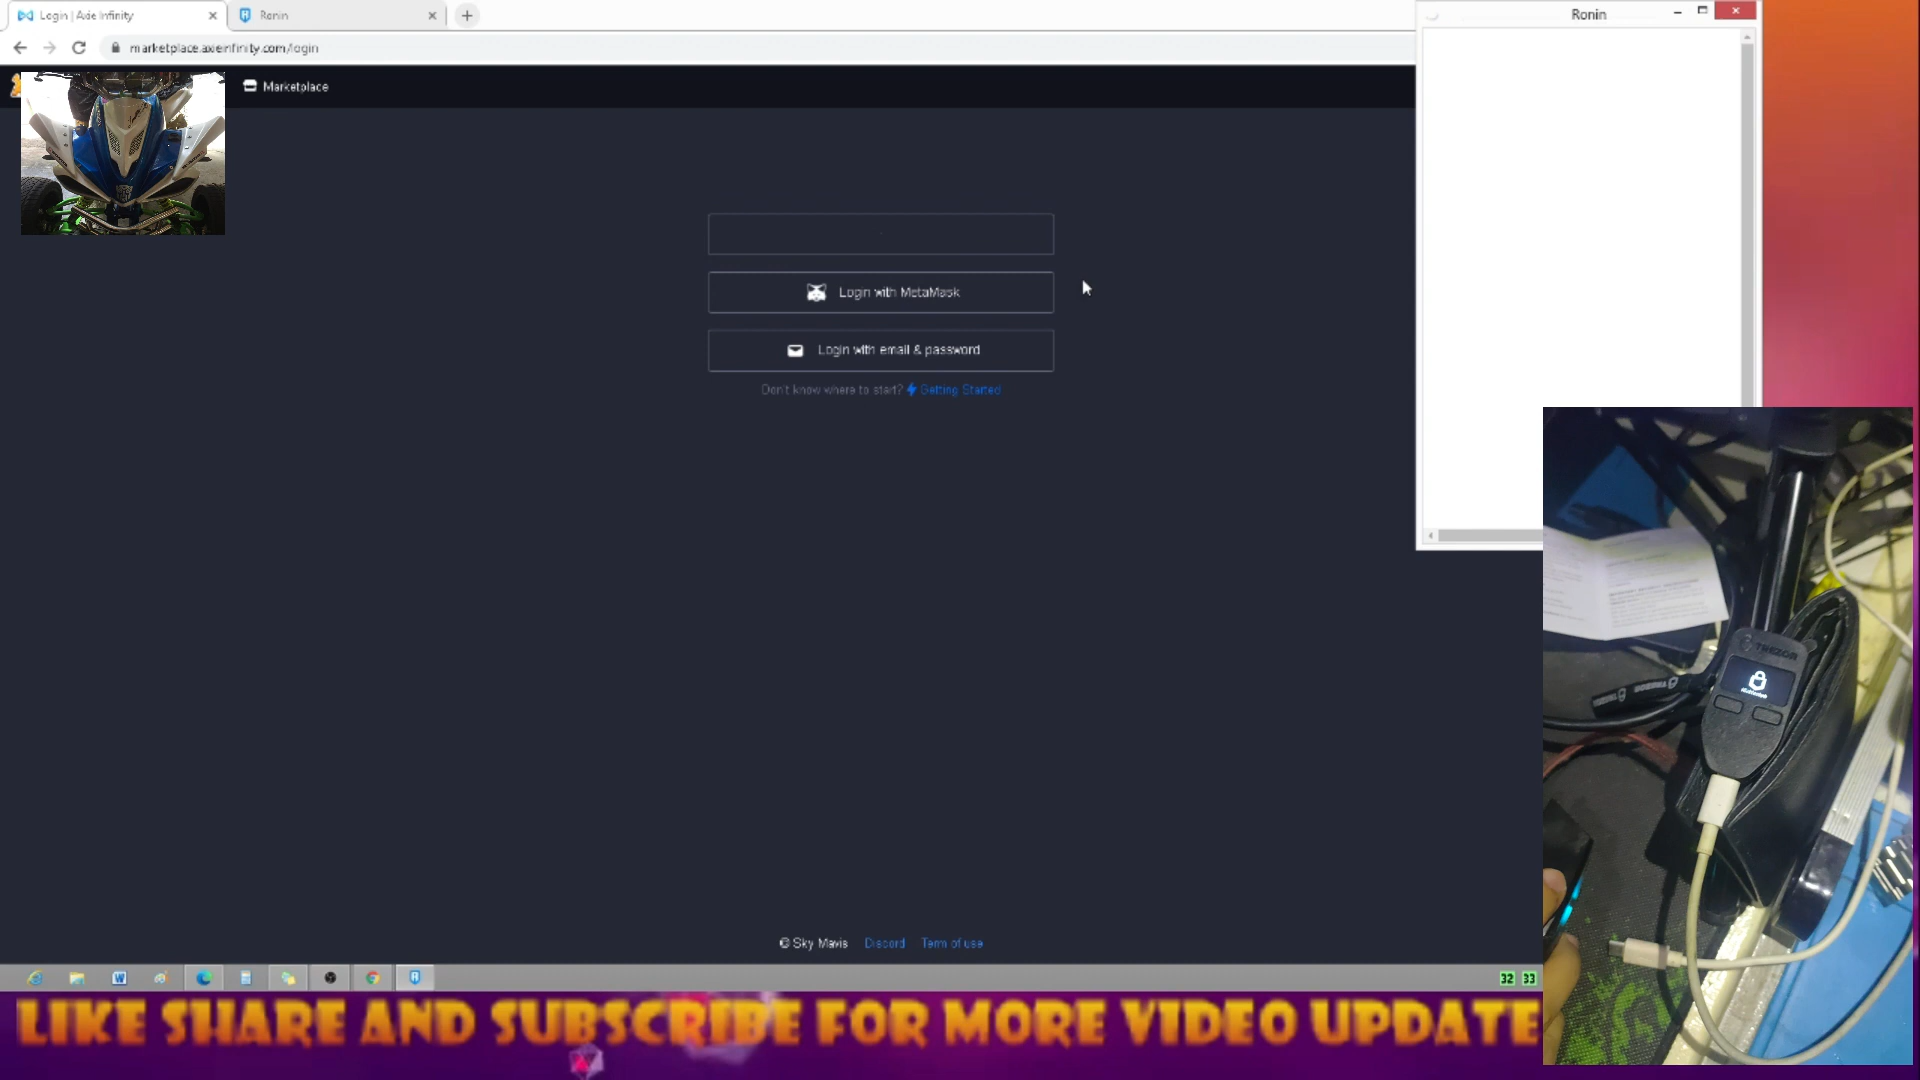 Login | Axie Infinity
Ronin
Ronin
marketplace.axieinfinity.com/login
Marketplace
Login with MetaMask
Login with email & password
Don't know where to start? Getting Started
TREZOR
© Sky Mavis Discord Term of use
32 33
LIKE SHARE AND SUBSCRIBE FOR MORE VIDEO UPDATE